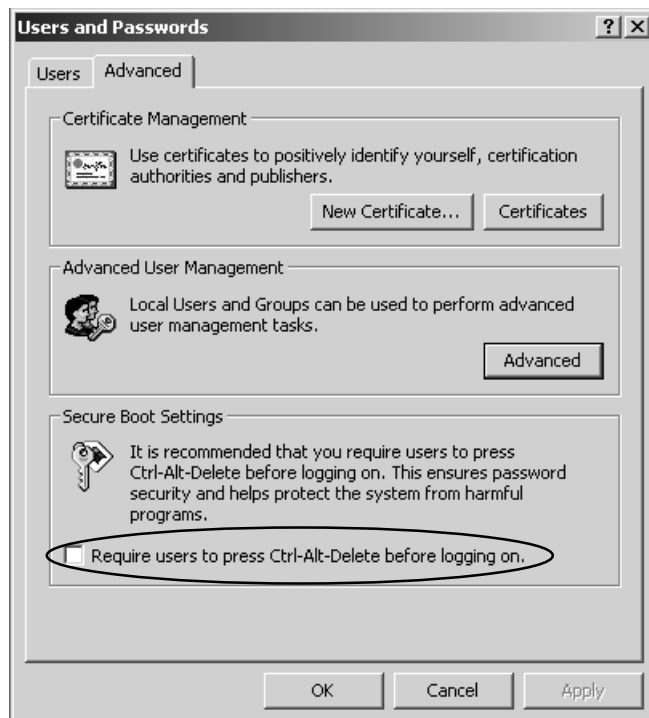 Users and Passwords
Users Advanced
Certificate Management
Use certificates to positively identify yourself, certification
authorities and publishers.
New Certificate... Certificates
Advanced User Management
Local Users and Groups can be used to perform advanced
user management tasks.
Advanced
Secure Boot Settings
It is recommended that you require users to press
Ctrl-Alt-Delete before logging on. This ensures password
security and helps protect the system from harmful
programs.
Require users to press Ctrl-Alt-Delete before logging on.
OK Cancel Apply